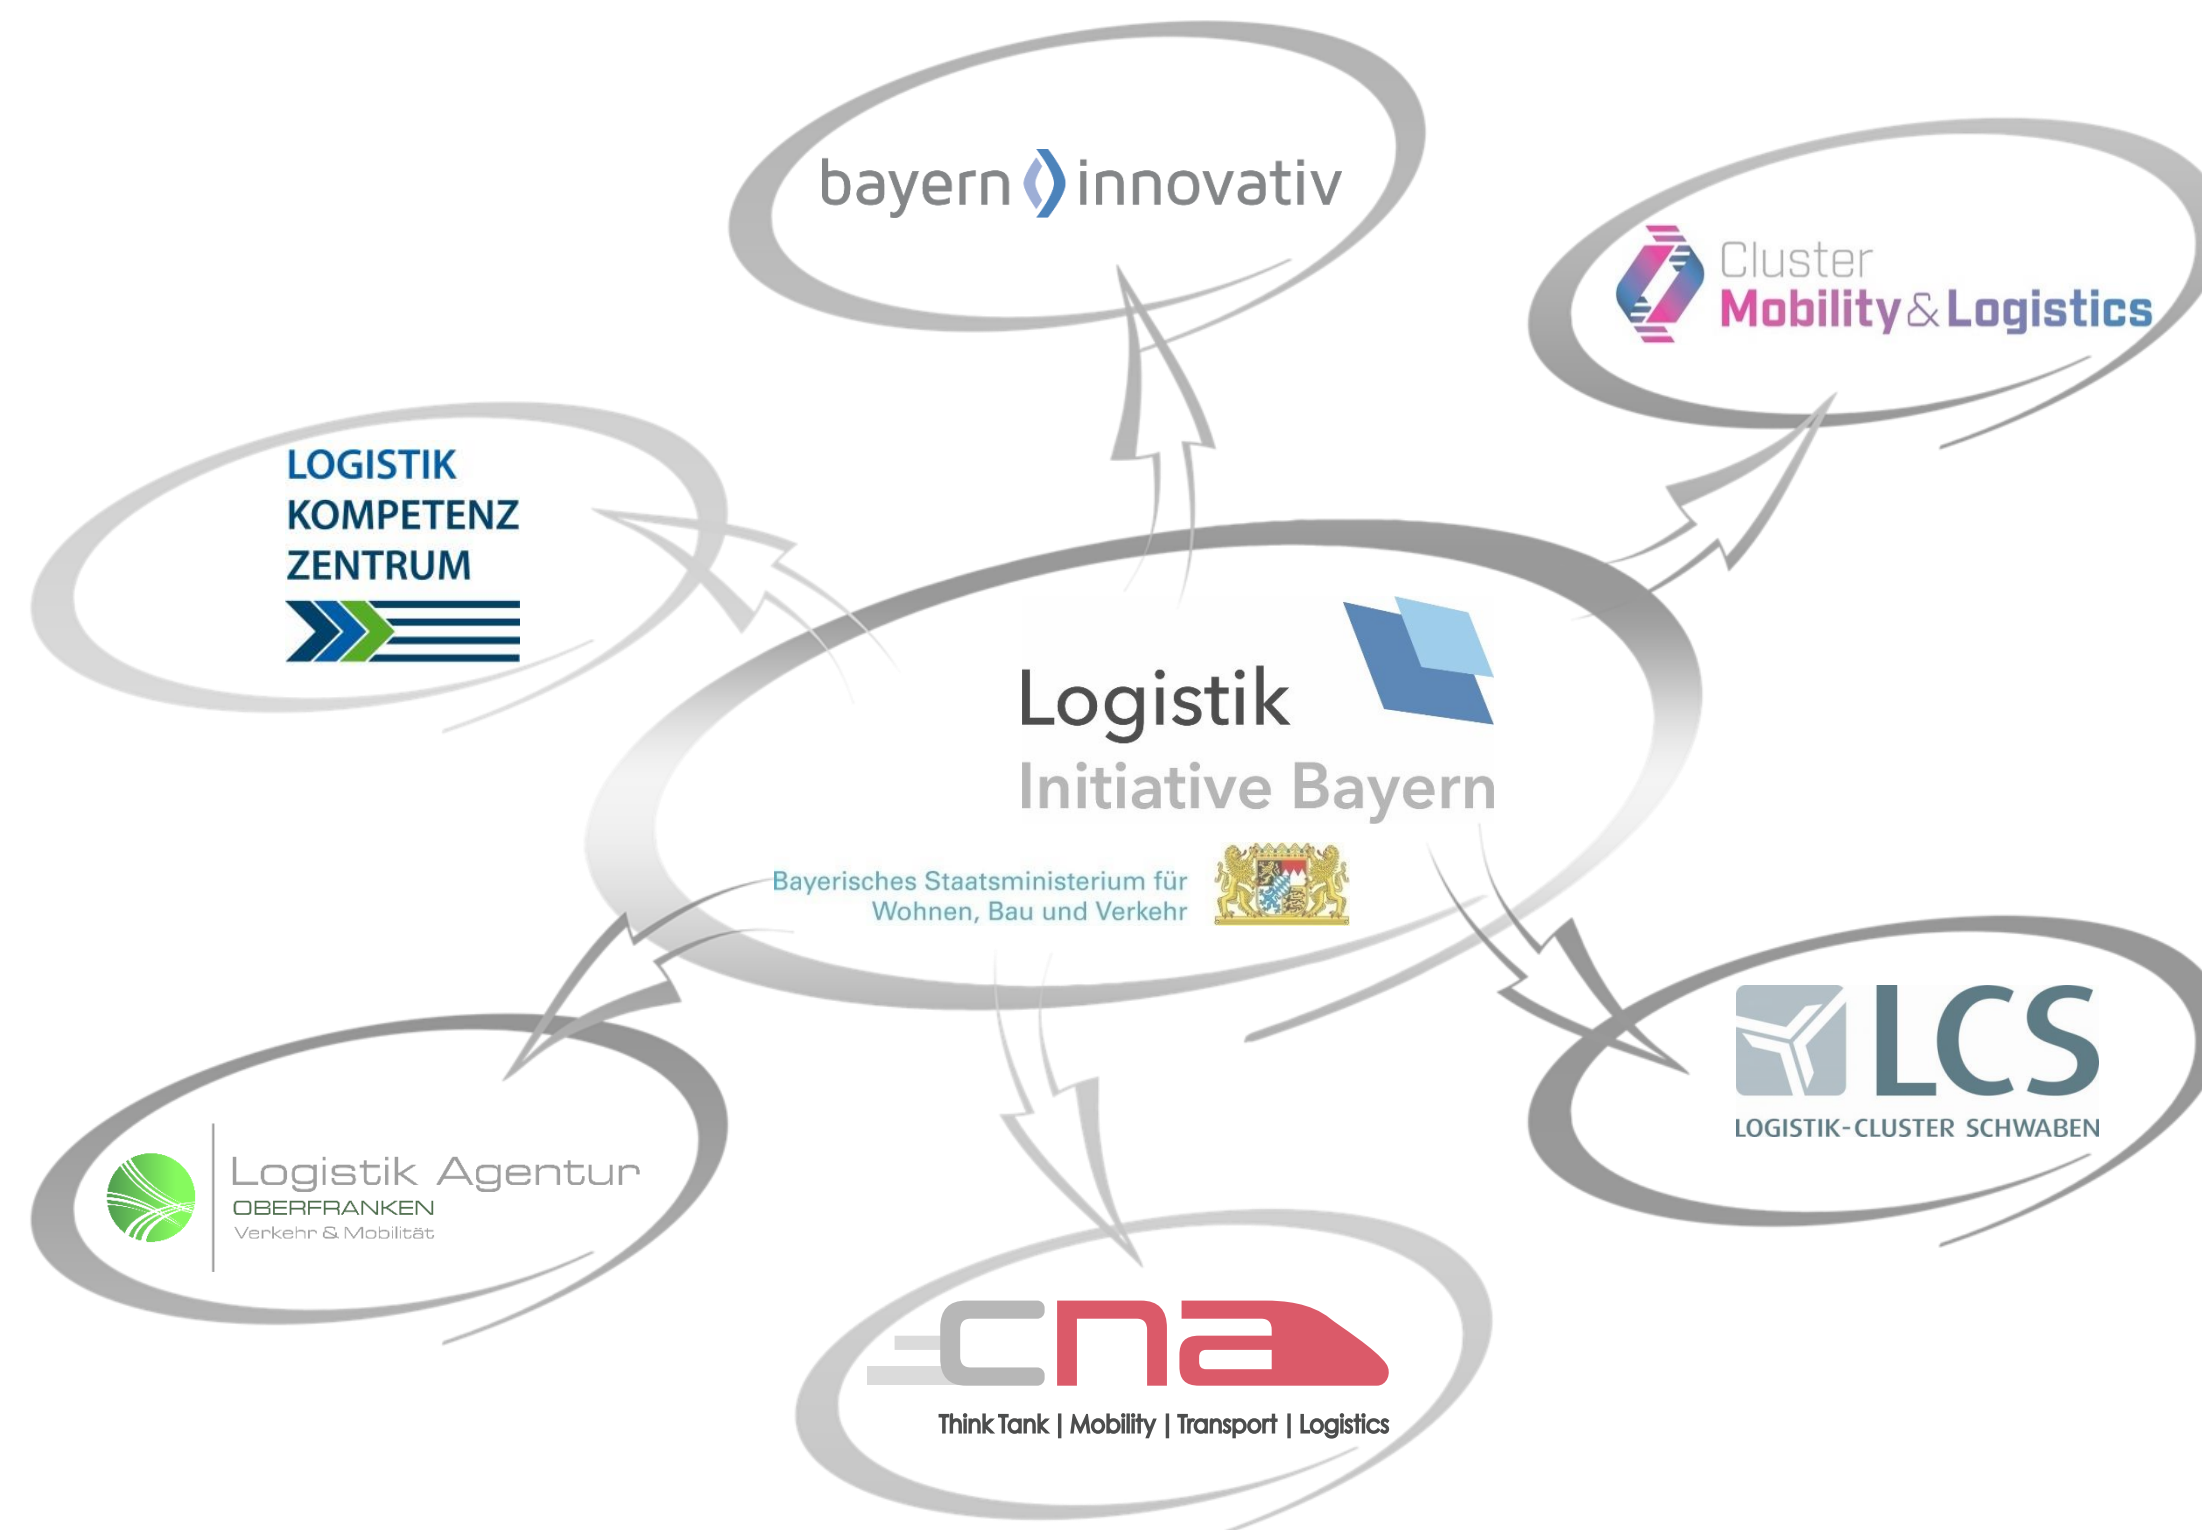 bayern innovativ
Cluster
Mobility & Logistics
LOGISTIK
KOMPETENZ
ZENTRUM
Logistik
Initiative Bayern
Bayerisches Staatsministerium für
Wohnen, Bau und Verkehr
LCS
LOGISTIK-CLUSTER SCHWABEN
Logistik Agentur
OBERFRANKEN
Verkehr & Mobilität
cna
Think Tank | Mobility | Transport | Logistics